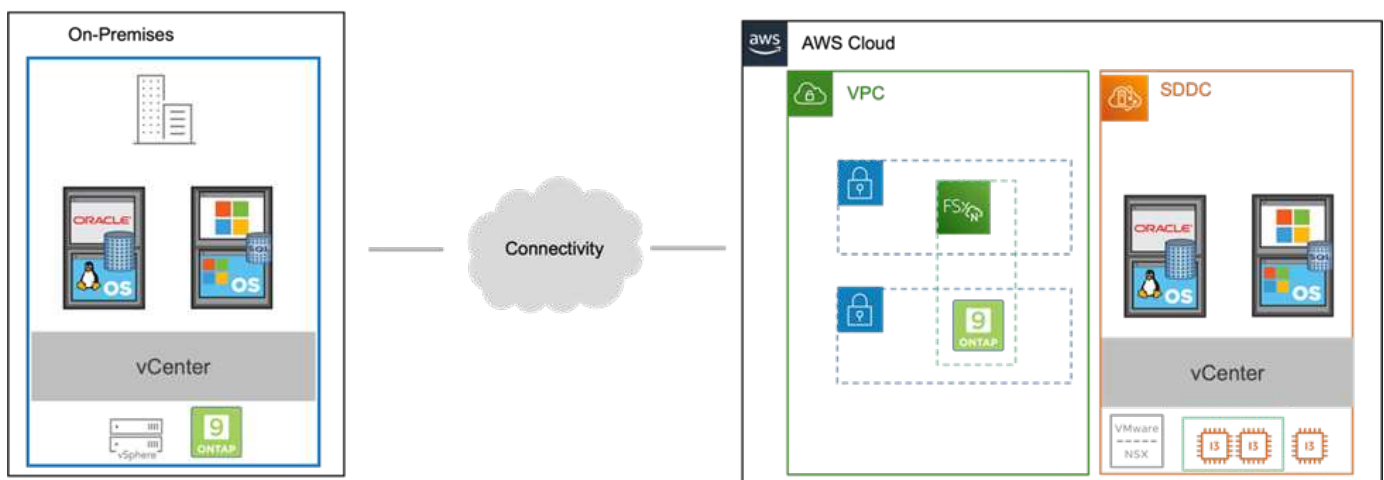 On-Premises
ORACLE
OS
SQL
OS
vCenter
vSphere
9
ONTAP
Connectivity
aws
AWS Cloud
VPC
FSx
N
9
ONTAP
SDDC
ORACLE
OS
SQL
OS
vCenter
VMware
NSX
I3
I3
I3